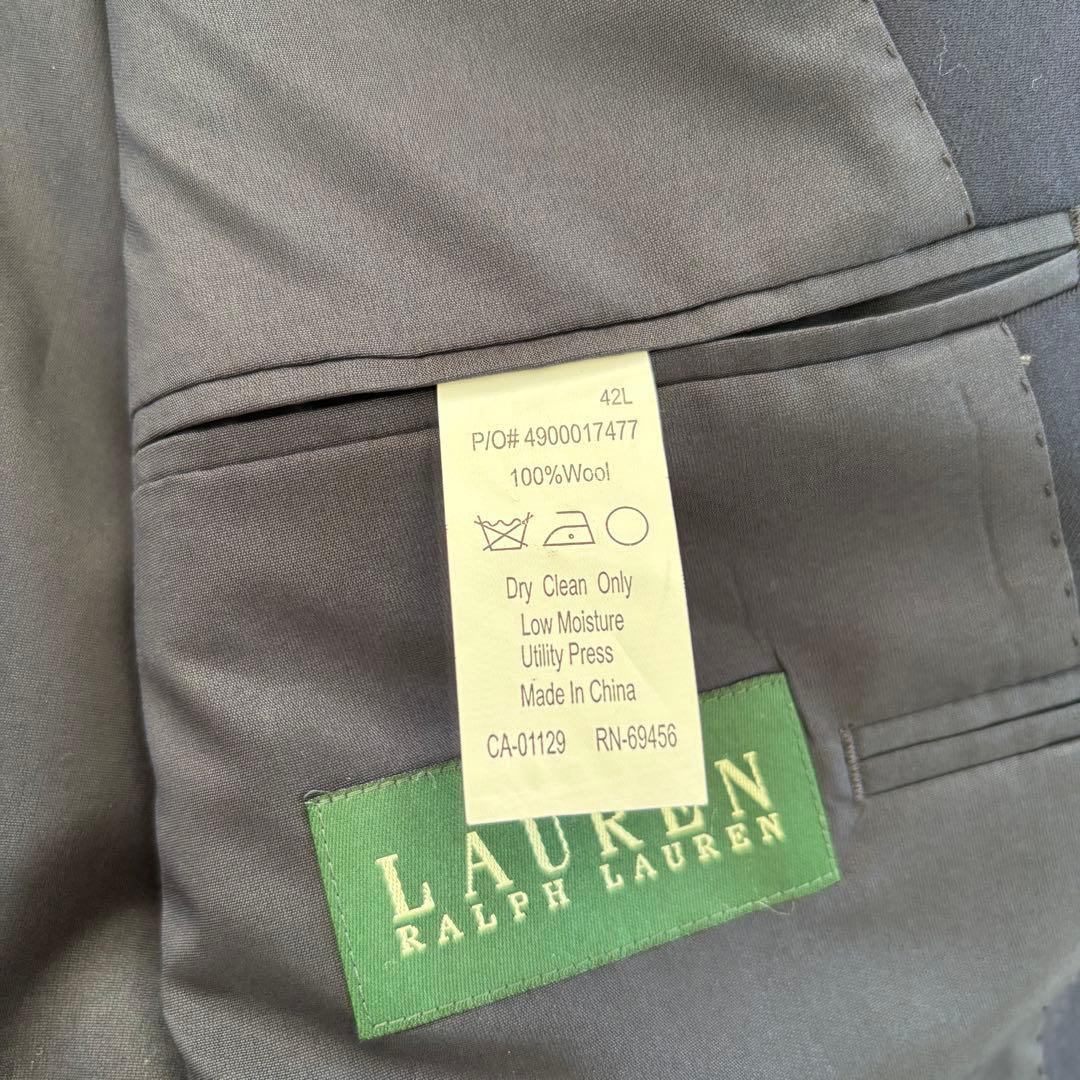 42L
P/O# 4900017477
100%Wool
Dry Clean Only
Low Moisture
Utility Press
Made In China
CA-01129 RN-69456
LAUREN
RALPH LAUREN